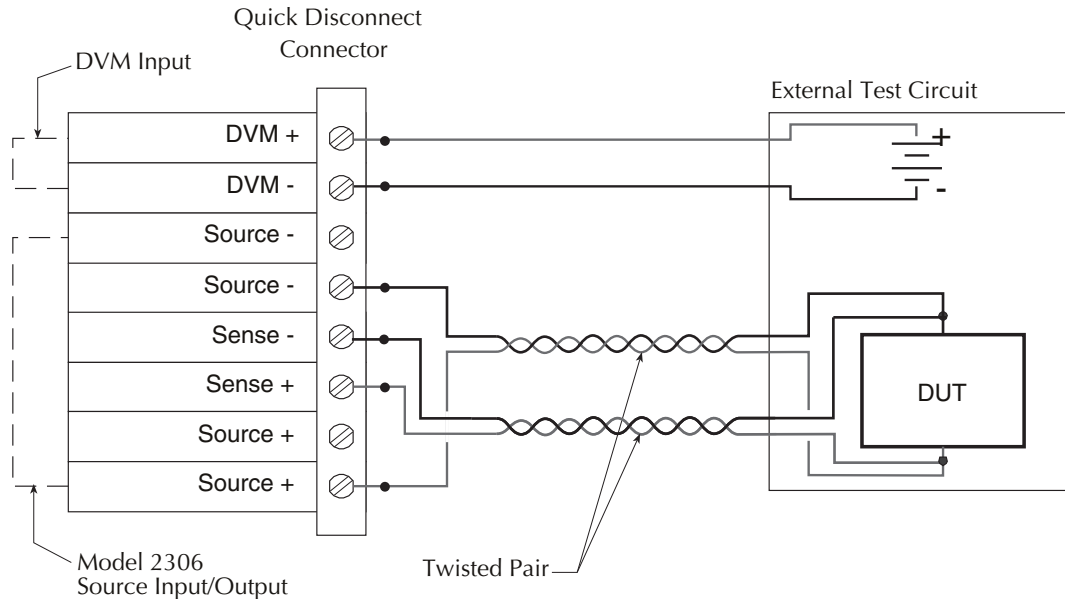 Quick Disconnect
Connector
DVM Input
External Test Circuit
DVM +
DVM -
Source -
Source -
Sense -
Sense +
Source +
Source +
+
-
DUT
Model 2306
Source Input/Output
Twisted Pair